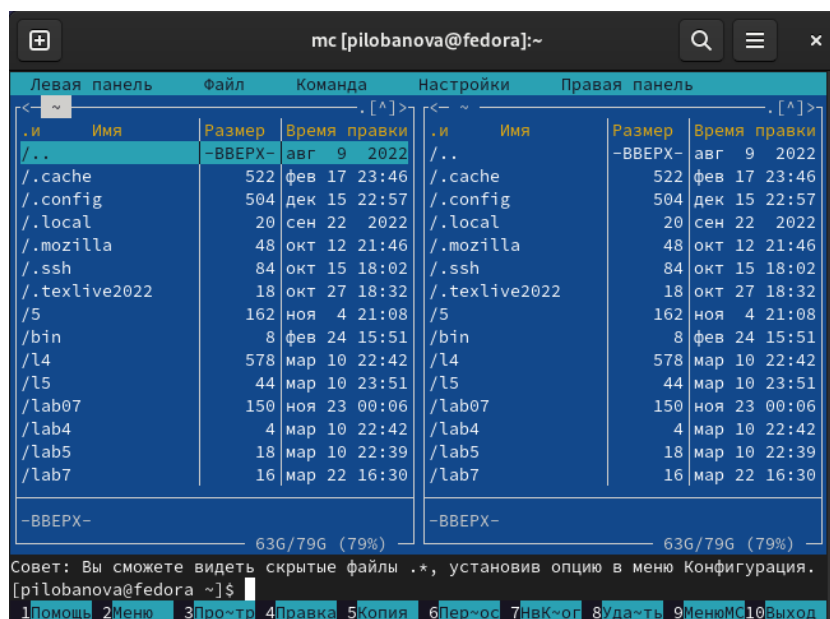 mc [pilobanova@fedora]:~
Левая панель Файл Команда Настройки Правая панель
<— ~ .[^]> <— ~ .[^]>
.и Имя Размер Время правки .и Имя Размер Время правки
/.. -ВВЕРХ- авг 9 2022 /.. -ВВЕРХ- авг 9 2022
/.cache 522 фев 17 23:46 /.cache 522 фев 17 23:46
/.config 504 дек 15 22:57 /.config 504 дек 15 22:57
/.local 20 сен 22 2022 /.local 20 сен 22 2022
/.mozilla 48 окт 12 21:46 /.mozilla 48 окт 12 21:46
/.ssh 84 окт 15 18:02 /.ssh 84 окт 15 18:02
/.texlive2022 18 окт 27 18:32 /.texlive2022 18 окт 27 18:32
/5 162 ноя 4 21:08 /5 162 ноя 4 21:08
/bin 8 фев 24 15:51 /bin 8 фев 24 15:51
/l4 578 мар 10 22:42 /l4 578 мар 10 22:42
/l5 44 мар 10 23:51 /l5 44 мар 10 23:51
/lab07 150 ноя 23 00:06 /lab07 150 ноя 23 00:06
/lab4 4 мар 10 22:42 /lab4 4 мар 10 22:42
/lab5 18 мар 10 22:39 /lab5 18 мар 10 22:39
/lab7 16 мар 22 16:30 /lab7 16 мар 22 16:30
-ВВЕРХ- -ВВЕРХ-
63G/79G (79%) 63G/79G (79%)
Совет: Вы сможете видеть скрытые файлы .*, установив опцию в меню Конфигурация.
[pilobanova@fedora ~]$
1Помощь 2Меню 3Про~тр 4Правка 5Копия 6Пер~ос 7НвК~ог 8Уда~ть 9МенюМС10Выход